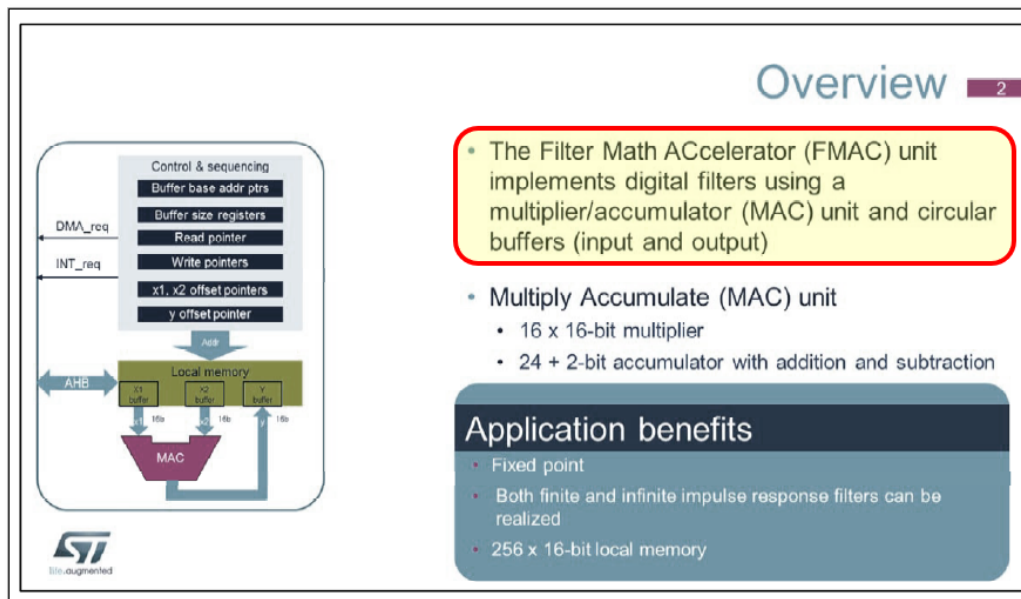 Overview
2
• The Filter Math ACcelerator (FMAC) unit
implements digital filters using a
multiplier/accumulator (MAC) unit and circular
buffers (input and output)
• Multiply Accumulate (MAC) unit
• 16 x 16-bit multiplier
• 24 + 2-bit accumulator with addition and subtraction
Application benefits
• Fixed point
• Both finite and infinite impulse response filters can be
realized
• 256 x 16-bit local memory
Control & sequencing
Buffer base addr ptrs
Buffer size registers
Read pointer
Write pointers
x1, x2 offset pointers
y offset pointer
DMA_req
INT_req
Addr
Local memory
AHB
X1
buffer
X2
buffer
Y
buffer
x1 16b
x2 16b
y 16b
MAC
ST
life.augmented